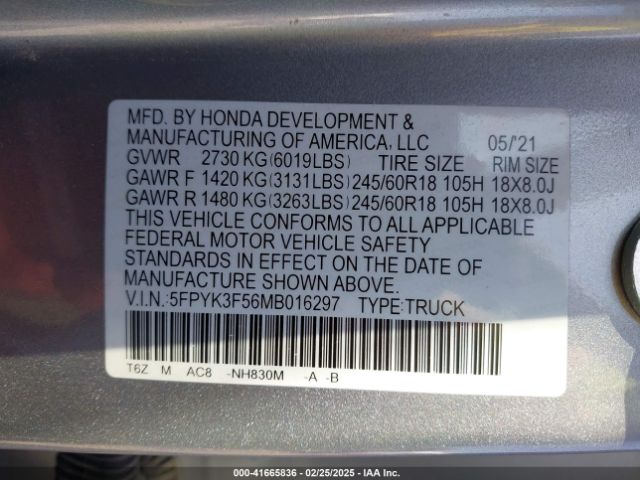 MFD. BY HONDA DEVELOPMENT &
MANUFACTURING OF AMERICA, LLC 05/'21
GVWR 2730 KG(6019LBS) TIRE SIZE RIM SIZE
GAWR F 1420 KG(3131LBS)245/60R18 105H 18X8.0J
GAWR R 1480 KG(3263LBS)245/60R18 105H 18X8.0J
THIS VEHICLE CONFORMS TO ALL APPLICABLE
FEDERAL MOTOR VEHICLE SAFETY
STANDARDS IN EFFECT ON THE DATE OF
MANUFACTURE SHOWN ABOVE.
V.I.N.:5FPYK3F56MB016297 TYPE:TRUCK
T6Z M AC8 -NH830M -A -B
000-41665836 - 02/25/2025 - IAA Inc.